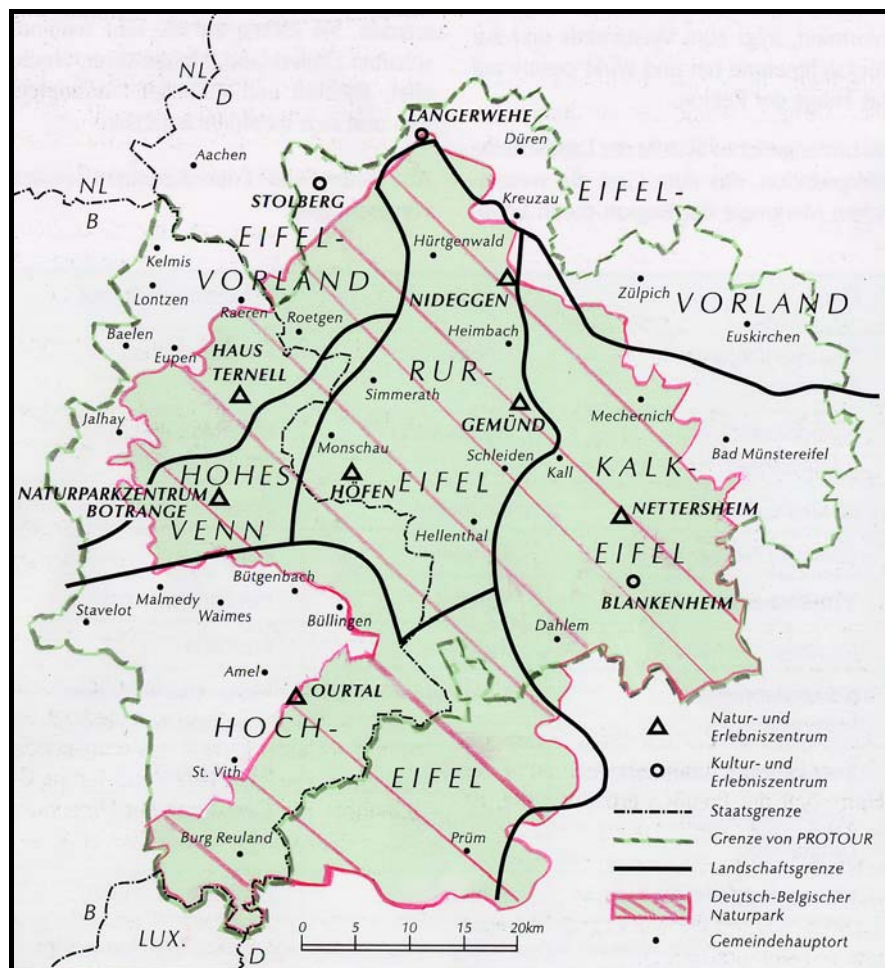 NL
D
Aachen
NL
B
LANGERWEHE
Düren
STOLBERG
Kreuzau
EIFEL-
EIFEL-
Kelmis
Hürtgenwald
VORLAND
VORLAND
Lontzen
NIDEGGEN
Zülpich
Raeren
Roetgen
Euskirchen
Baelen
Heimbach
Eupen
HAUS
TERNELL
RUR-
Simmerath
Mechernich
Jalhay
GEMÜND
Monschau
Bad Münstereifel
Schleiden
Kall
KALK-
HOHES
HÖFEN
EIFEL
NATURPARKZENTRUM
BOTRANGE
NETTERSHEIM
VENN
Hellenthal
EIFEL
Bütgenbach
Malmedy
BLANKENHEIM
Stavelot
Waimes
Büllingen
Dahlem
Amel
OURTAL
HOCH-
St. Vith
EIFEL
Burg Reuland
Prüm
B
LUX.
D
0 5 10 15 20km
Natur- und
Erlebniszentrum
Kultur- und
Erlebniszentrum
Staatsgrenze
Grenze von PROTOUR
Landschaftsgrenze
Deutsch-Belgischer
Naturpark
Gemeindehauptort